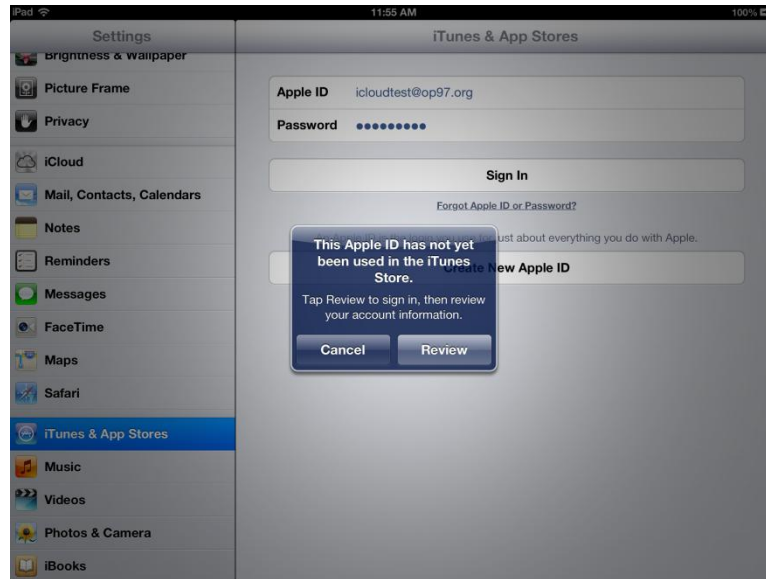 iPad
11:55 AM
100%
Settings
iTunes & App Stores
Brightness & Wallpaper
Picture Frame
Privacy
iCloud
Mail, Contacts, Calendars
Notes
Reminders
Messages
FaceTime
Maps
Safari
iTunes & App Stores
Music
Videos
Photos & Camera
iBooks
Apple ID icloudtest@op97.org
Password
Sign In
Forgot Apple ID or Password?
just about everything you do with Apple.
Create New Apple ID
This Apple ID has not yet
been used in the iTunes
Store.
Tap Review to sign in, then review
your account information.
Cancel
Review